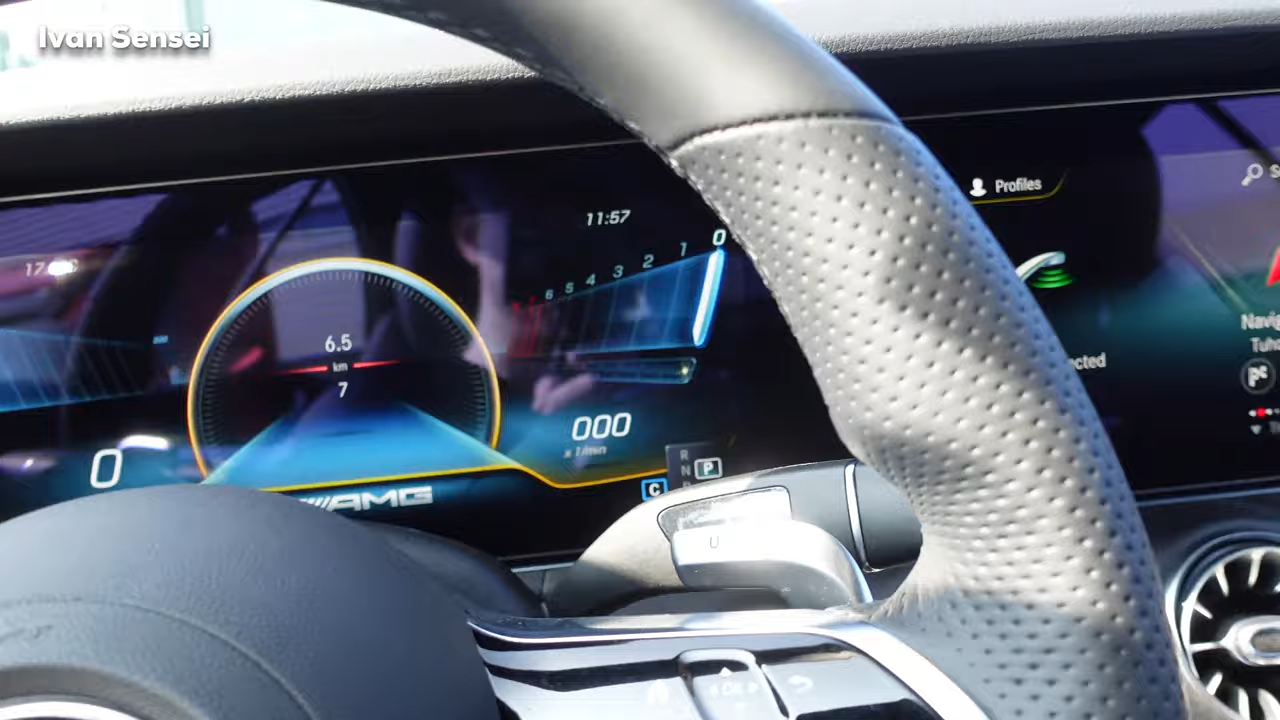 Ivan Sensei
11:57
0
1
2
3
4
5
6
6.5
km
7
000
x 1/min
0
AMG
R
N
P
C
Profiles
OK